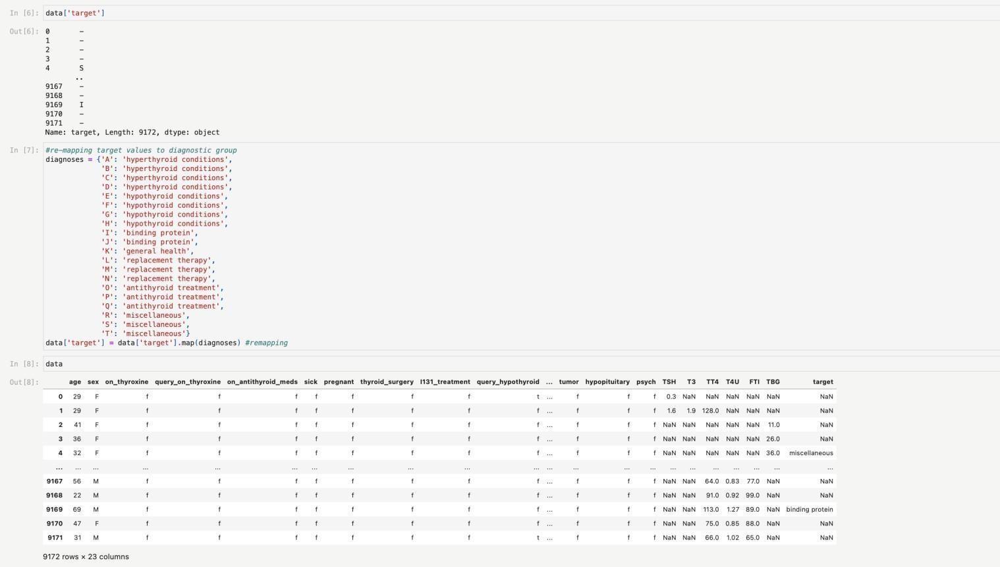 In [6]: data['target']
Out[6]: 0 -
1 -
2 -
3 -
4 S
..
9167 -
9168 -
9169 I
9170 -
9171 -
Name: target, Length: 9172, dtype: object
In [7]: #re-mapping target values to diagnostic group
diagnoses = {'A': 'hyperthyroid conditions',
'B': 'hyperthyroid conditions',
'C': 'hyperthyroid conditions',
'D': 'hyperthyroid conditions',
'E': 'hypothyroid conditions',
'F': 'hypothyroid conditions',
'G': 'hypothyroid conditions',
'H': 'hypothyroid conditions',
'I': 'binding protein',
'J': 'binding protein',
'K': 'general health',
'L': 'replacement therapy',
'M': 'replacement therapy',
'N': 'replacement therapy',
'O': 'antithyroid treatment',
'P': 'antithyroid treatment',
'Q': 'antithyroid treatment',
'R': 'miscellaneous',
'S': 'miscellaneous',
'T': 'miscellaneous'}
data['target'] = data['target'].map(diagnoses) #remapping
In [8]: data
Out[8]: age sex on_thyroxine query_on_thyroxine on_antithyroid_meds sick pregnant thyroid_surgery I131_treatment query_hypothyroid ... tumor hypopituitary psych TSH T3 TT4 T4U FTI TBG target
0 29 F f f f f f f f t ... f f f 0.3 NaN NaN NaN NaN NaN NaN
1 29 F f f f f f f f f ... f f f 1.6 1.9 128.0 NaN NaN NaN NaN
2 41 F f f f f f f f f ... f f f NaN NaN NaN NaN NaN 11.0 NaN
3 36 F f f f f f f f f ... f f f NaN NaN NaN NaN NaN 26.0 NaN
4 32 F f f f f f f f f ... f f f NaN NaN NaN NaN NaN 36.0 miscellaneous
... ... ... ... ... ... ... ... ... ... ... ... ... ... ... ... ... ... ... ... ... ...
9167 56 M f f f f f f f f ... f f f NaN NaN 64.0 0.83 77.0 NaN NaN
9168 22 M f f f f f f f f ... f f f NaN NaN 91.0 0.92 99.0 NaN NaN
9169 69 M f f f f f f f f ... f f f NaN NaN 113.0 1.27 89.0 NaN binding protein
9170 47 F f f f f f f f f ... f f f NaN NaN 75.0 0.85 88.0 NaN NaN
9171 31 M f f f f f f f t ... f f f NaN NaN 66.0 1.02 65.0 NaN NaN
9172 rows × 23 columns